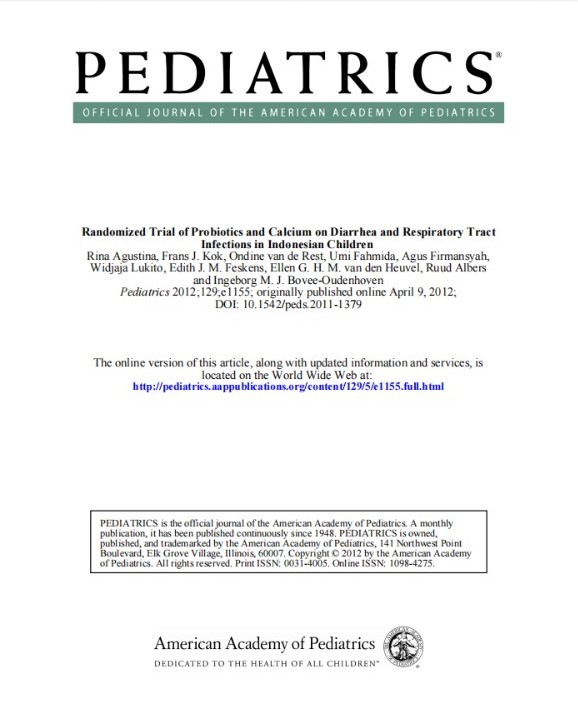 PEDIATRICS®
OFFICIAL JOURNAL OF THE AMERICAN ACADEMY OF PEDIATRICS
Randomized Trial of Probiotics and Calcium on Diarrhea and Respiratory Tract
Infections in Indonesian Children
Rina Agustina, Frans J. Kok, Ondine van de Rest, Umi Fahmida, Agus Firmansyah,
Widjaja Lukito, Edith J. M. Feskens, Ellen G. H. M. van den Heuvel, Ruud Albers
and Ingeborg M. J. Bovee-Oudenhoven
Pediatrics 2012;129;e1155; originally published online April 9, 2012;
DOI: 10.1542/peds.2011-1379
The online version of this article, along with updated information and services, is
located on the World Wide Web at:
http://pediatrics.aappublications.org/content/129/5/e1155.full.html
PEDIATRICS is the official journal of the American Academy of Pediatrics. A monthly
publication, it has been published continuously since 1948. PEDIATRICS is owned,
published, and trademarked by the American Academy of Pediatrics, 141 Northwest Point
Boulevard, Elk Grove Village, Illinois, 60007. Copyright © 2012 by the American Academy
of Pediatrics. All rights reserved. Print ISSN: 0031-4005. Online ISSN: 1098-4275.
American Academy of Pediatrics
DEDICATED TO THE HEALTH OF ALL CHILDREN™